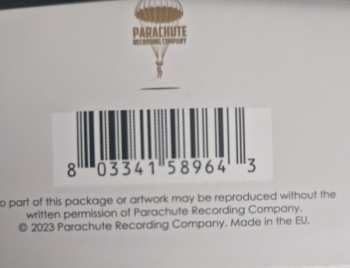 PARACHUTE
RECORDING COMPANY
8 03341 58964 3
o part of this package or artwork may be reproduced without the
written permission of Parachute Recording Company.
© 2023 Parachute Recording Company. Made in the EU.